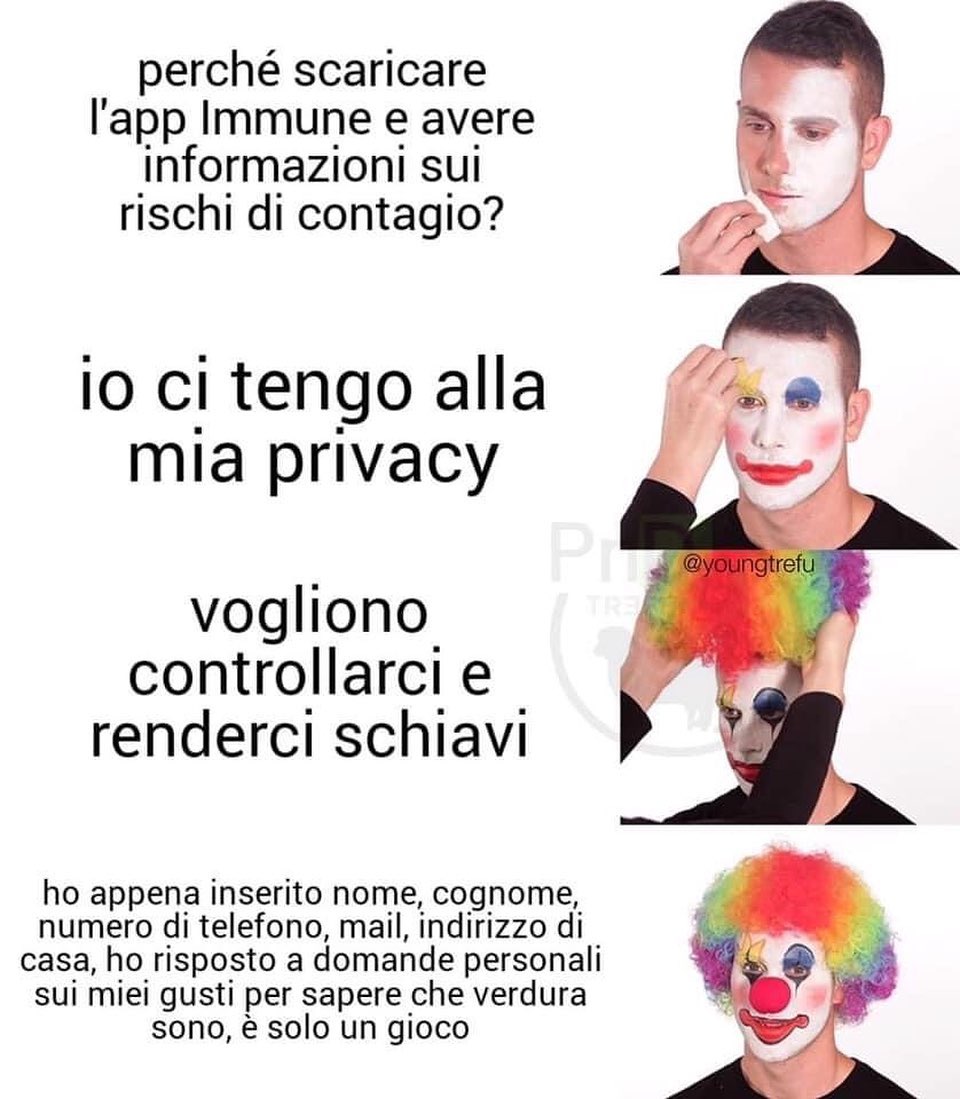 perché scaricare
l'app Immune e avere
informazioni sui
rischi di contagio?
io ci tengo alla
mia privacy
@youngtrefu
vogliono
controllarci e
renderci schiavi
ho appena inserito nome, cognome,
numero di telefono, mail, indirizzo di
casa, ho risposto a domande personali
sui miei gusti per sapere che verdura
sono, è solo un gioco